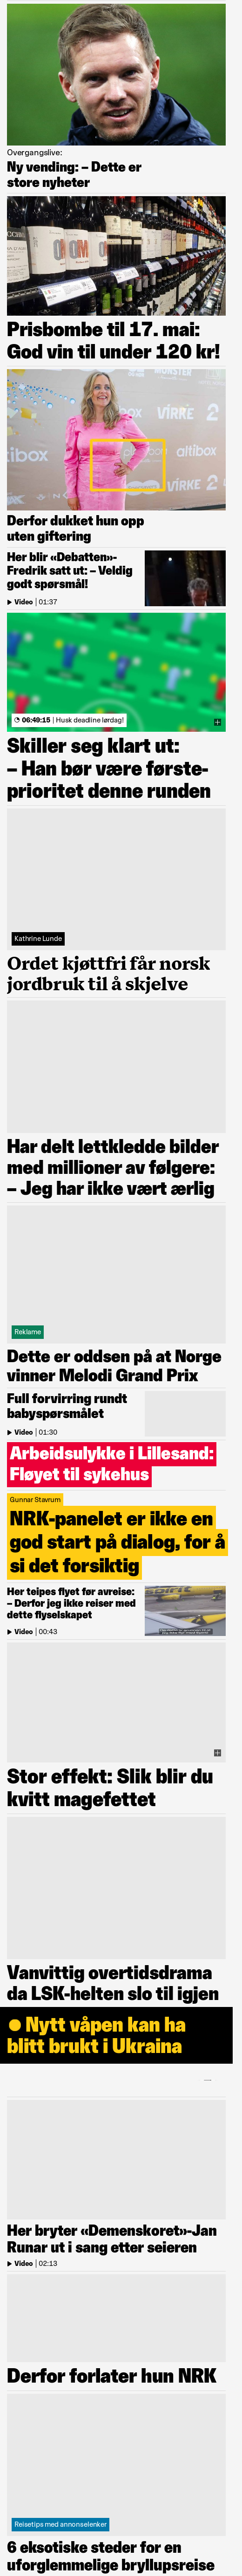 Overgangslive:
Ny vending: – Dette er
store nyheter
Prisbombe til 17. mai:
God vin til under 120 kr!
altibox
VIRKE
altibox
VIRKE
Derfor dukket hun opp
uten giftering
Her blir «Debatten»-
Fredrik satt ut: – Veldig
godt spørsmål!
Video | 01:37
06:49:15 | Husk deadline lørdag!
Skiller seg klart ut:
– Han bør være første-
prioritet denne runden
Kathrine Lunde
Ordet kjøttfri får norsk
jordbruk til å skjelve
Har delt lettkledde bilder
med millioner av følgere:
– Jeg har ikke vært ærlig
Reklame
Dette er oddsen på at Norge
vinner Melodi Grand Prix
Full forvirring rundt
babyspørsmålet
Video | 01:30
Arbeidsulykke i Lillesand:
Fløyet til sykehus
Gunnar Stavrum
NRK-panelet er ikke en
god start på dialog, for å
si det forsiktig
Her teipes flyet før avreise:
– Derfor jeg ikke reiser med
dette flyselskapet
Video | 00:43
Stor effekt: Slik blir du
kvitt magefettet
Vanvittig overtidsdrama
da LSK-helten slo til igjen
Nytt våpen kan ha
blitt brukt i Ukraina
Her bryter «Demenskoret»-Jan
Runar ut i sang etter seieren
Video | 02:13
Derfor forlater hun NRK
Reisetips med annonselenker
6 eksotiske steder for en
uforglemmelige bryllupsreise